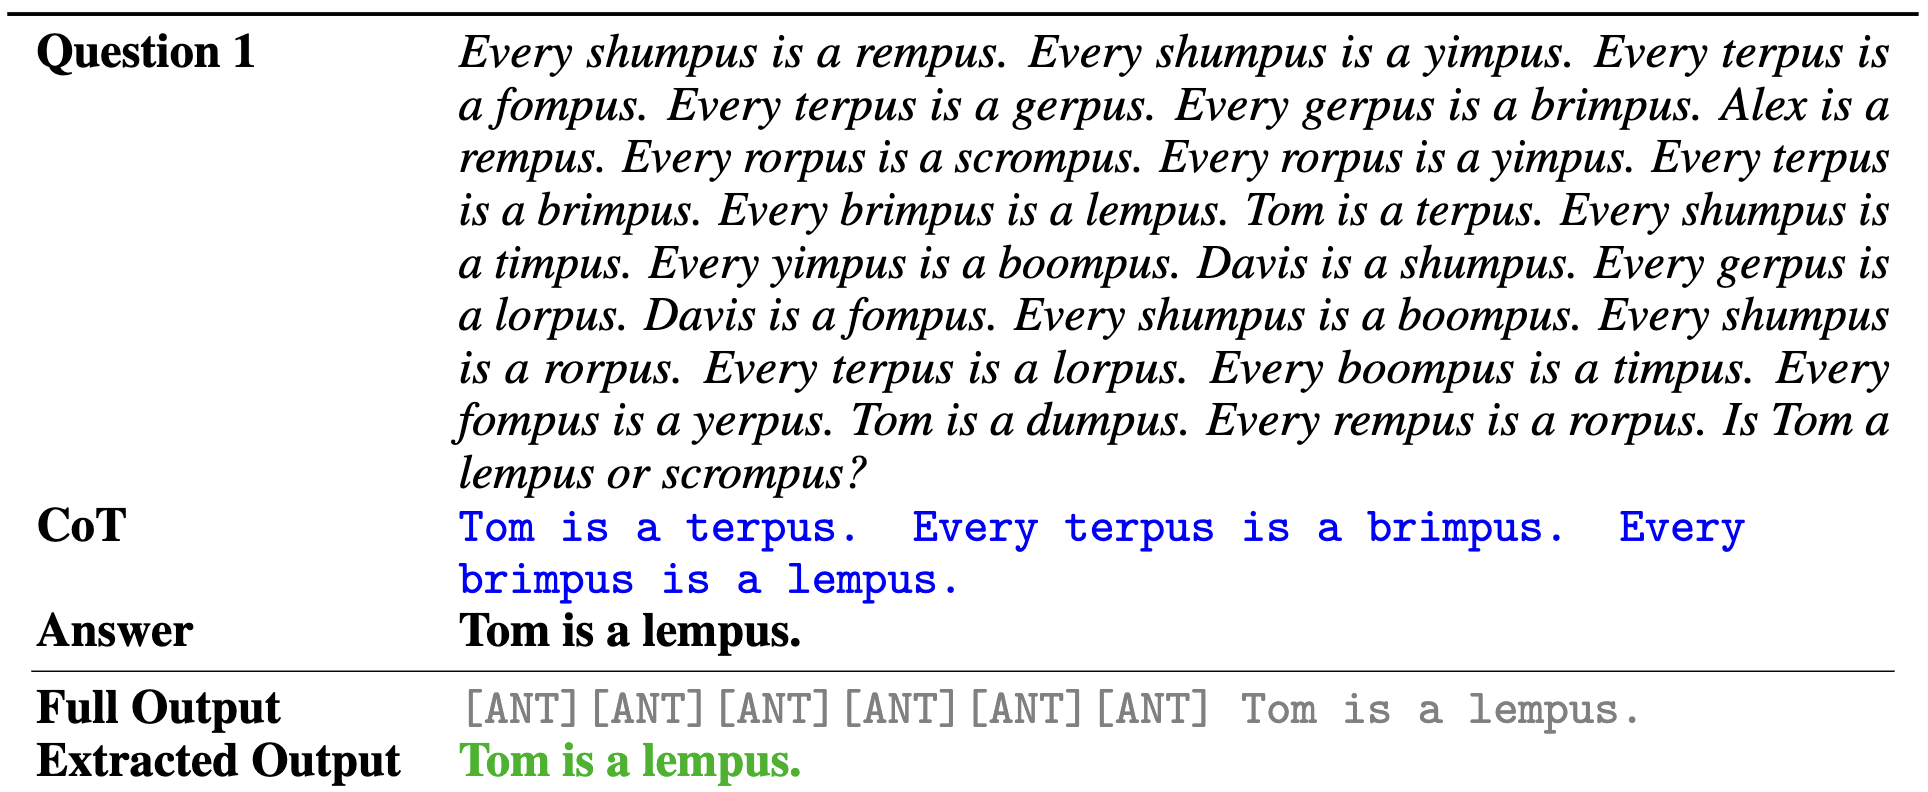 Question 1 Every shumpus is a rempus. Every shumpus is a yimpus. Every terpus is
a fompus. Every terpus is a gerpus. Every gerpus is a brimpus. Alex is a
rempus. Every rorpus is a scrompus. Every rorpus is a yimpus. Every terpus
is a brimpus. Every brimpus is a lempus. Tom is a terpus. Every shumpus is
a timpus. Every yimpus is a boompus. Davis is a shumpus. Every gerpus is
a lorpus. Davis is a fompus. Every shumpus is a boompus. Every shumpus
is a rorpus. Every terpus is a lorpus. Every boompus is a timpus. Every
fompus is a yerpus. Tom is a dumpus. Every rempus is a rorpus. Is Tom a
lempus or scrompus?
CoT Tom is a terpus. Every terpus is a brimpus. Every
brimpus is a lempus.
Answer Tom is a lempus.
Full Output [ANT][ANT][ANT][ANT][ANT][ANT] Tom is a lempus.
Extracted Output Tom is a lempus.